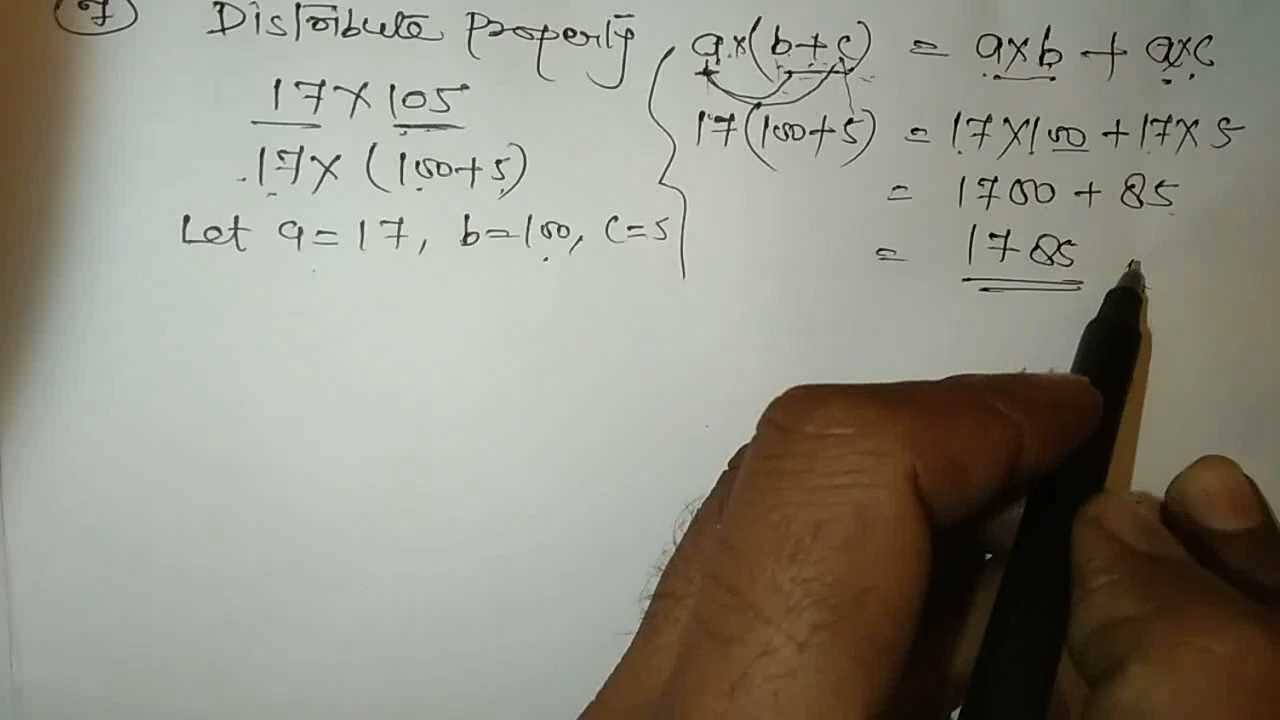 7 Distribute Property
17 × 105
17 × (100+5)
Let a = 17, b = 100, c = 5
a × (b + c) = a × b + a × c
17(100+5) = 17 × 100 + 17 × 5
= 1700 + 85
= 1785